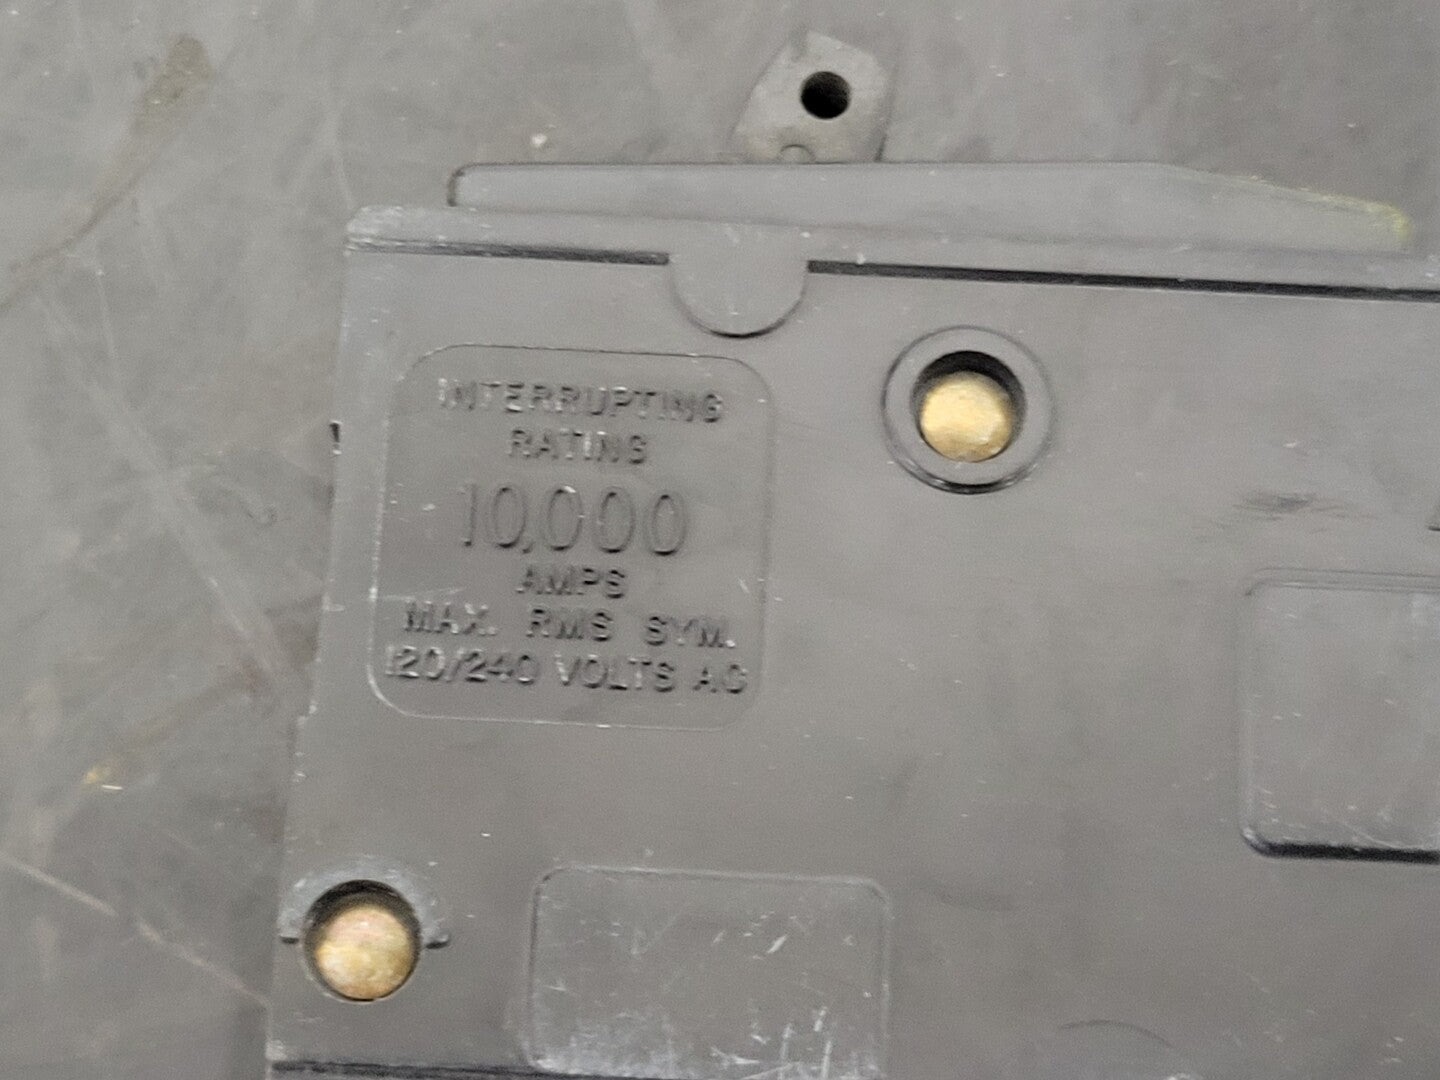 INTERRUPTING
RATING
10,000
AMPS
MAX. RMS SYM.
120/240 VOLTS AC